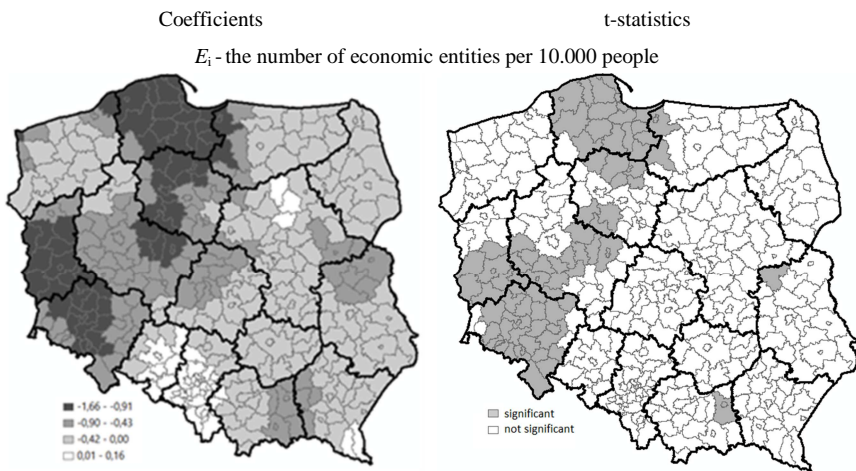 Coefficients t-statistics
E_i - the number of economic entities per 10.000 people
-1,66 - -0,91
-0,90 - -0,43
-0,42 - 0,00
0,01 - 0,16
significant
not significant